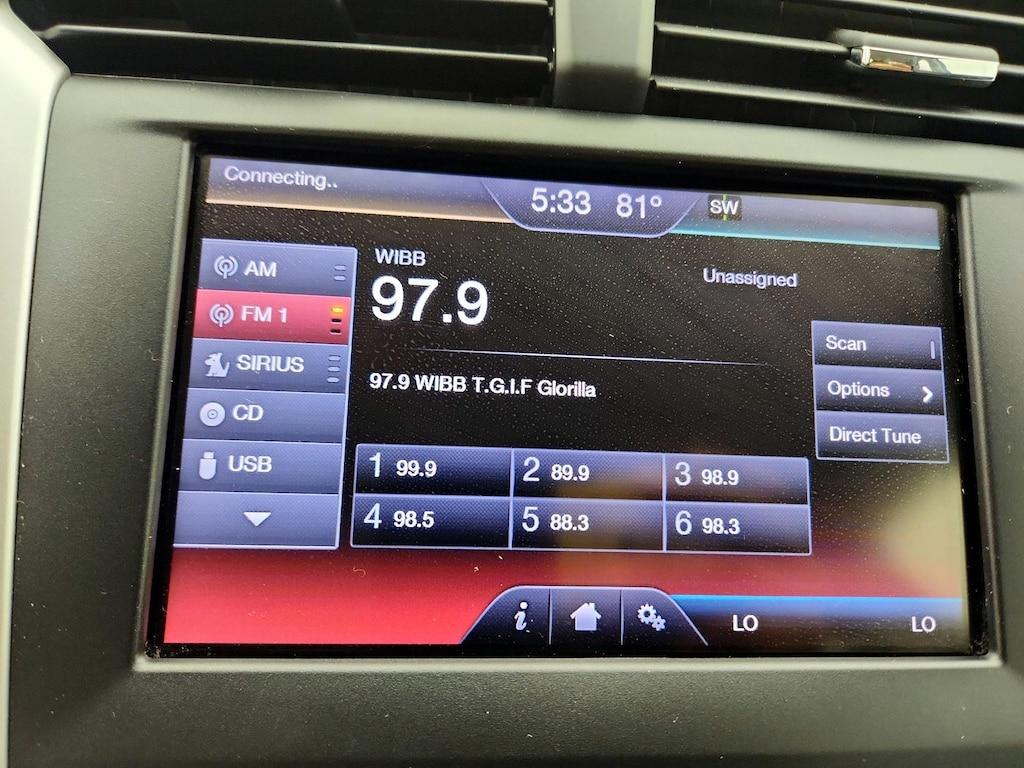 Connecting..
5:33 81° SW
AM
FM 1
SIRIUS
CD
USB
WIBB
97.9
Unassigned
97.9 WIBB T.G.I.F Glorilla
1 99.9 2 89.9 3 98.9
4 98.5 5 88.3 6 98.3
Scan
Options
Direct Tune
i
LO LO